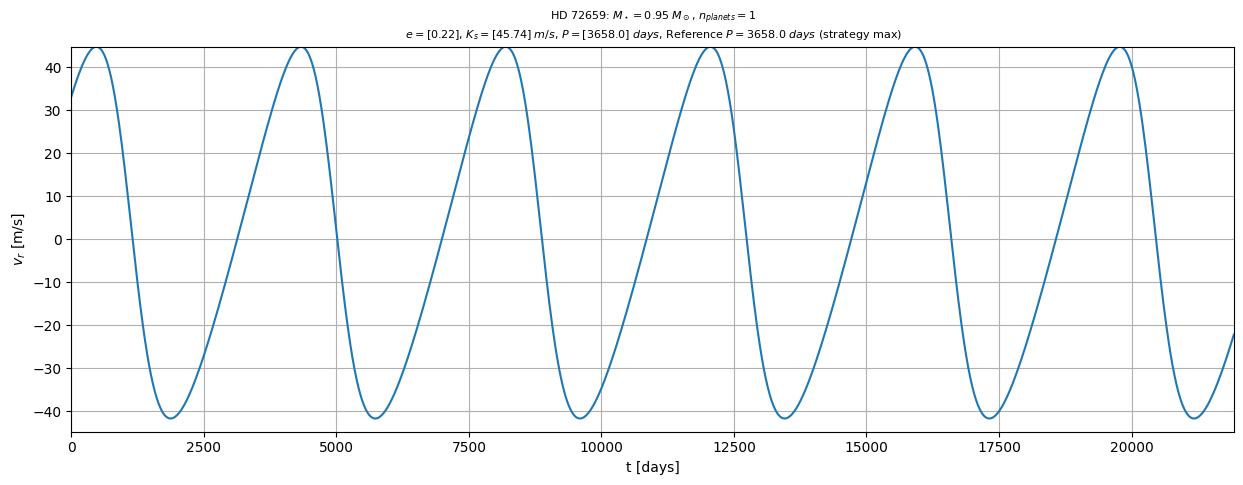 HD 72659: $M_\star = 0.95\ M_\odot$, $n_{planets} = 1$
$e = [0.22]$, $K_s = [45.74]\ m/s$, $P = [3658.0]\ days$, Reference $P = 3658.0\ days$ (strategy max)
40
30
20
10
0
−10
−20
−30
−40
$v_r$ [m/s]
0 2500 5000 7500 10000 12500 15000 17500 20000
t [days]